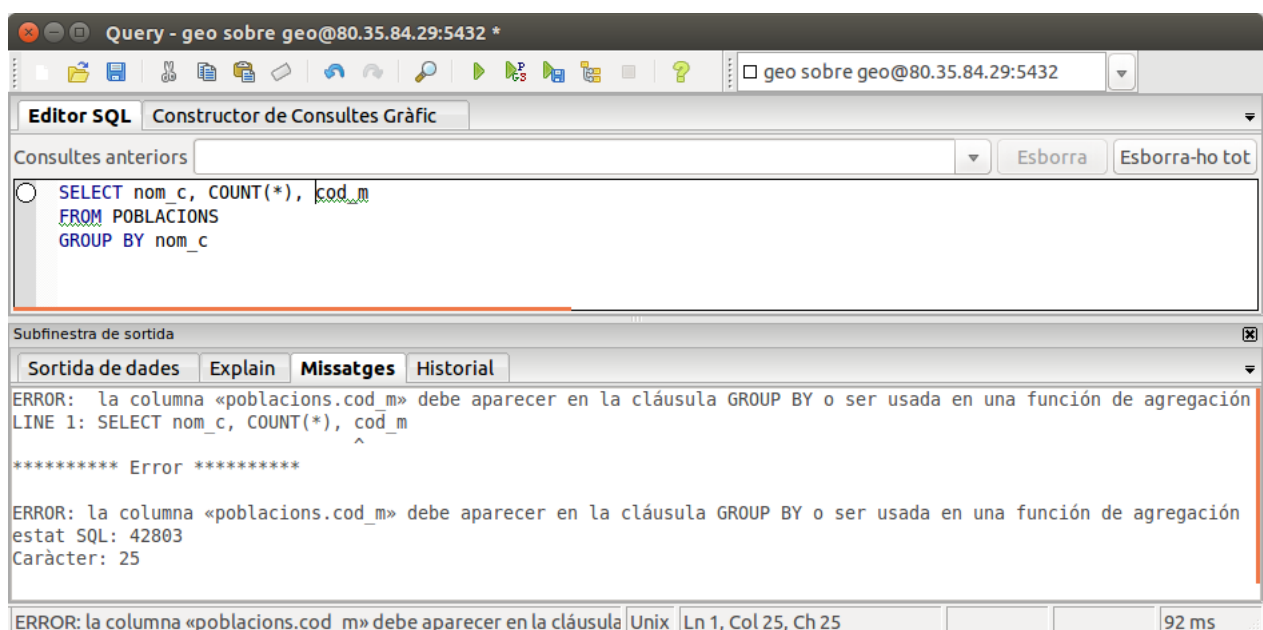 Query - geo sobre geo@80.35.84.29:5432 *
geo sobre geo@80.35.84.29:5432
Editor SQL Constructor de Consultes Gràfic
Consultes anteriors Esborra Esborra-ho tot
SELECT nom_c, COUNT(*), cod_m
FROM POBLACIONS
GROUP BY nom_c
Subfinestra de sortida
Sortida de dades Explain Missatges Historial
ERROR:  la columna «poblacions.cod_m» debe aparecer en la cláusula GROUP BY o ser usada en una función de agregación
LINE 1: SELECT nom_c, COUNT(*), cod_m
^
********** Error **********
ERROR: la columna «poblacions.cod_m» debe aparecer en la cláusula GROUP BY o ser usada en una función de agregación
estat SQL: 42803
Caràcter: 25
ERROR: la columna «poblacions.cod_m» debe aparecer en la cláusula Unix Ln 1, Col 25, Ch 25 92 ms